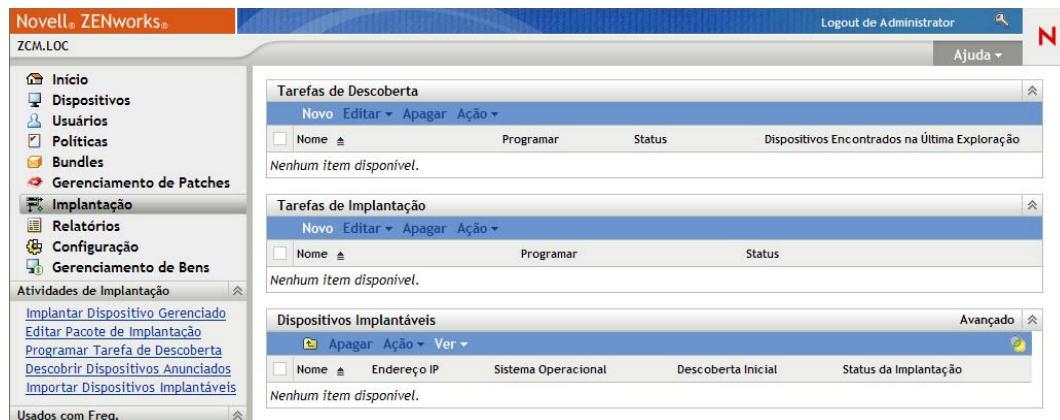 Novell® ZENworks®
Logout de Administrator
ZCM.LOC
N
Ajuda
Início
Dispositivos
Usuários
Políticas
Bundles
Gerenciamento de Patches
Implantação
Relatórios
Configuração
Gerenciamento de Bens
Atividades de Implantação
Implantar Dispositivo Gerenciado
Editar Pacote de Implantação
Programar Tarefa de Descoberta
Descobrir Dispositivos Anunciados
Importar Dispositivos Implantáveis
Usados com Freq.
Tarefas de Descoberta
Novo Editar Apagar Ação
Nome Programar Status Dispositivos Encontrados na Última Exploração
Nenhum item disponível.
Tarefas de Implantação
Novo Editar Apagar Ação
Nome Programar Status
Nenhum item disponível.
Dispositivos Implantáveis Avançado
Apagar Ação Ver
Nome Endereço IP Sistema Operacional Descoberta Inicial Status da Implantação
Nenhum item disponível.